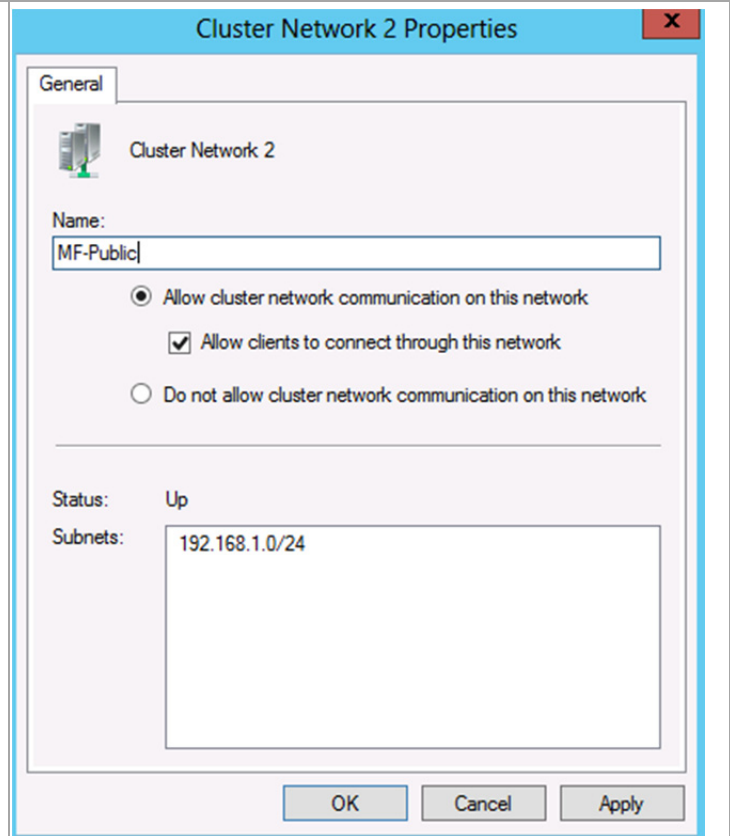 Cluster Network 2 Properties
x
General
Cluster Network 2
Name:
MF-Public
Allow cluster network communication on this network
Allow clients to connect through this network
Do not allow cluster network communication on this network
Status: Up
Subnets: 192.168.1.0/24
OK Cancel Apply